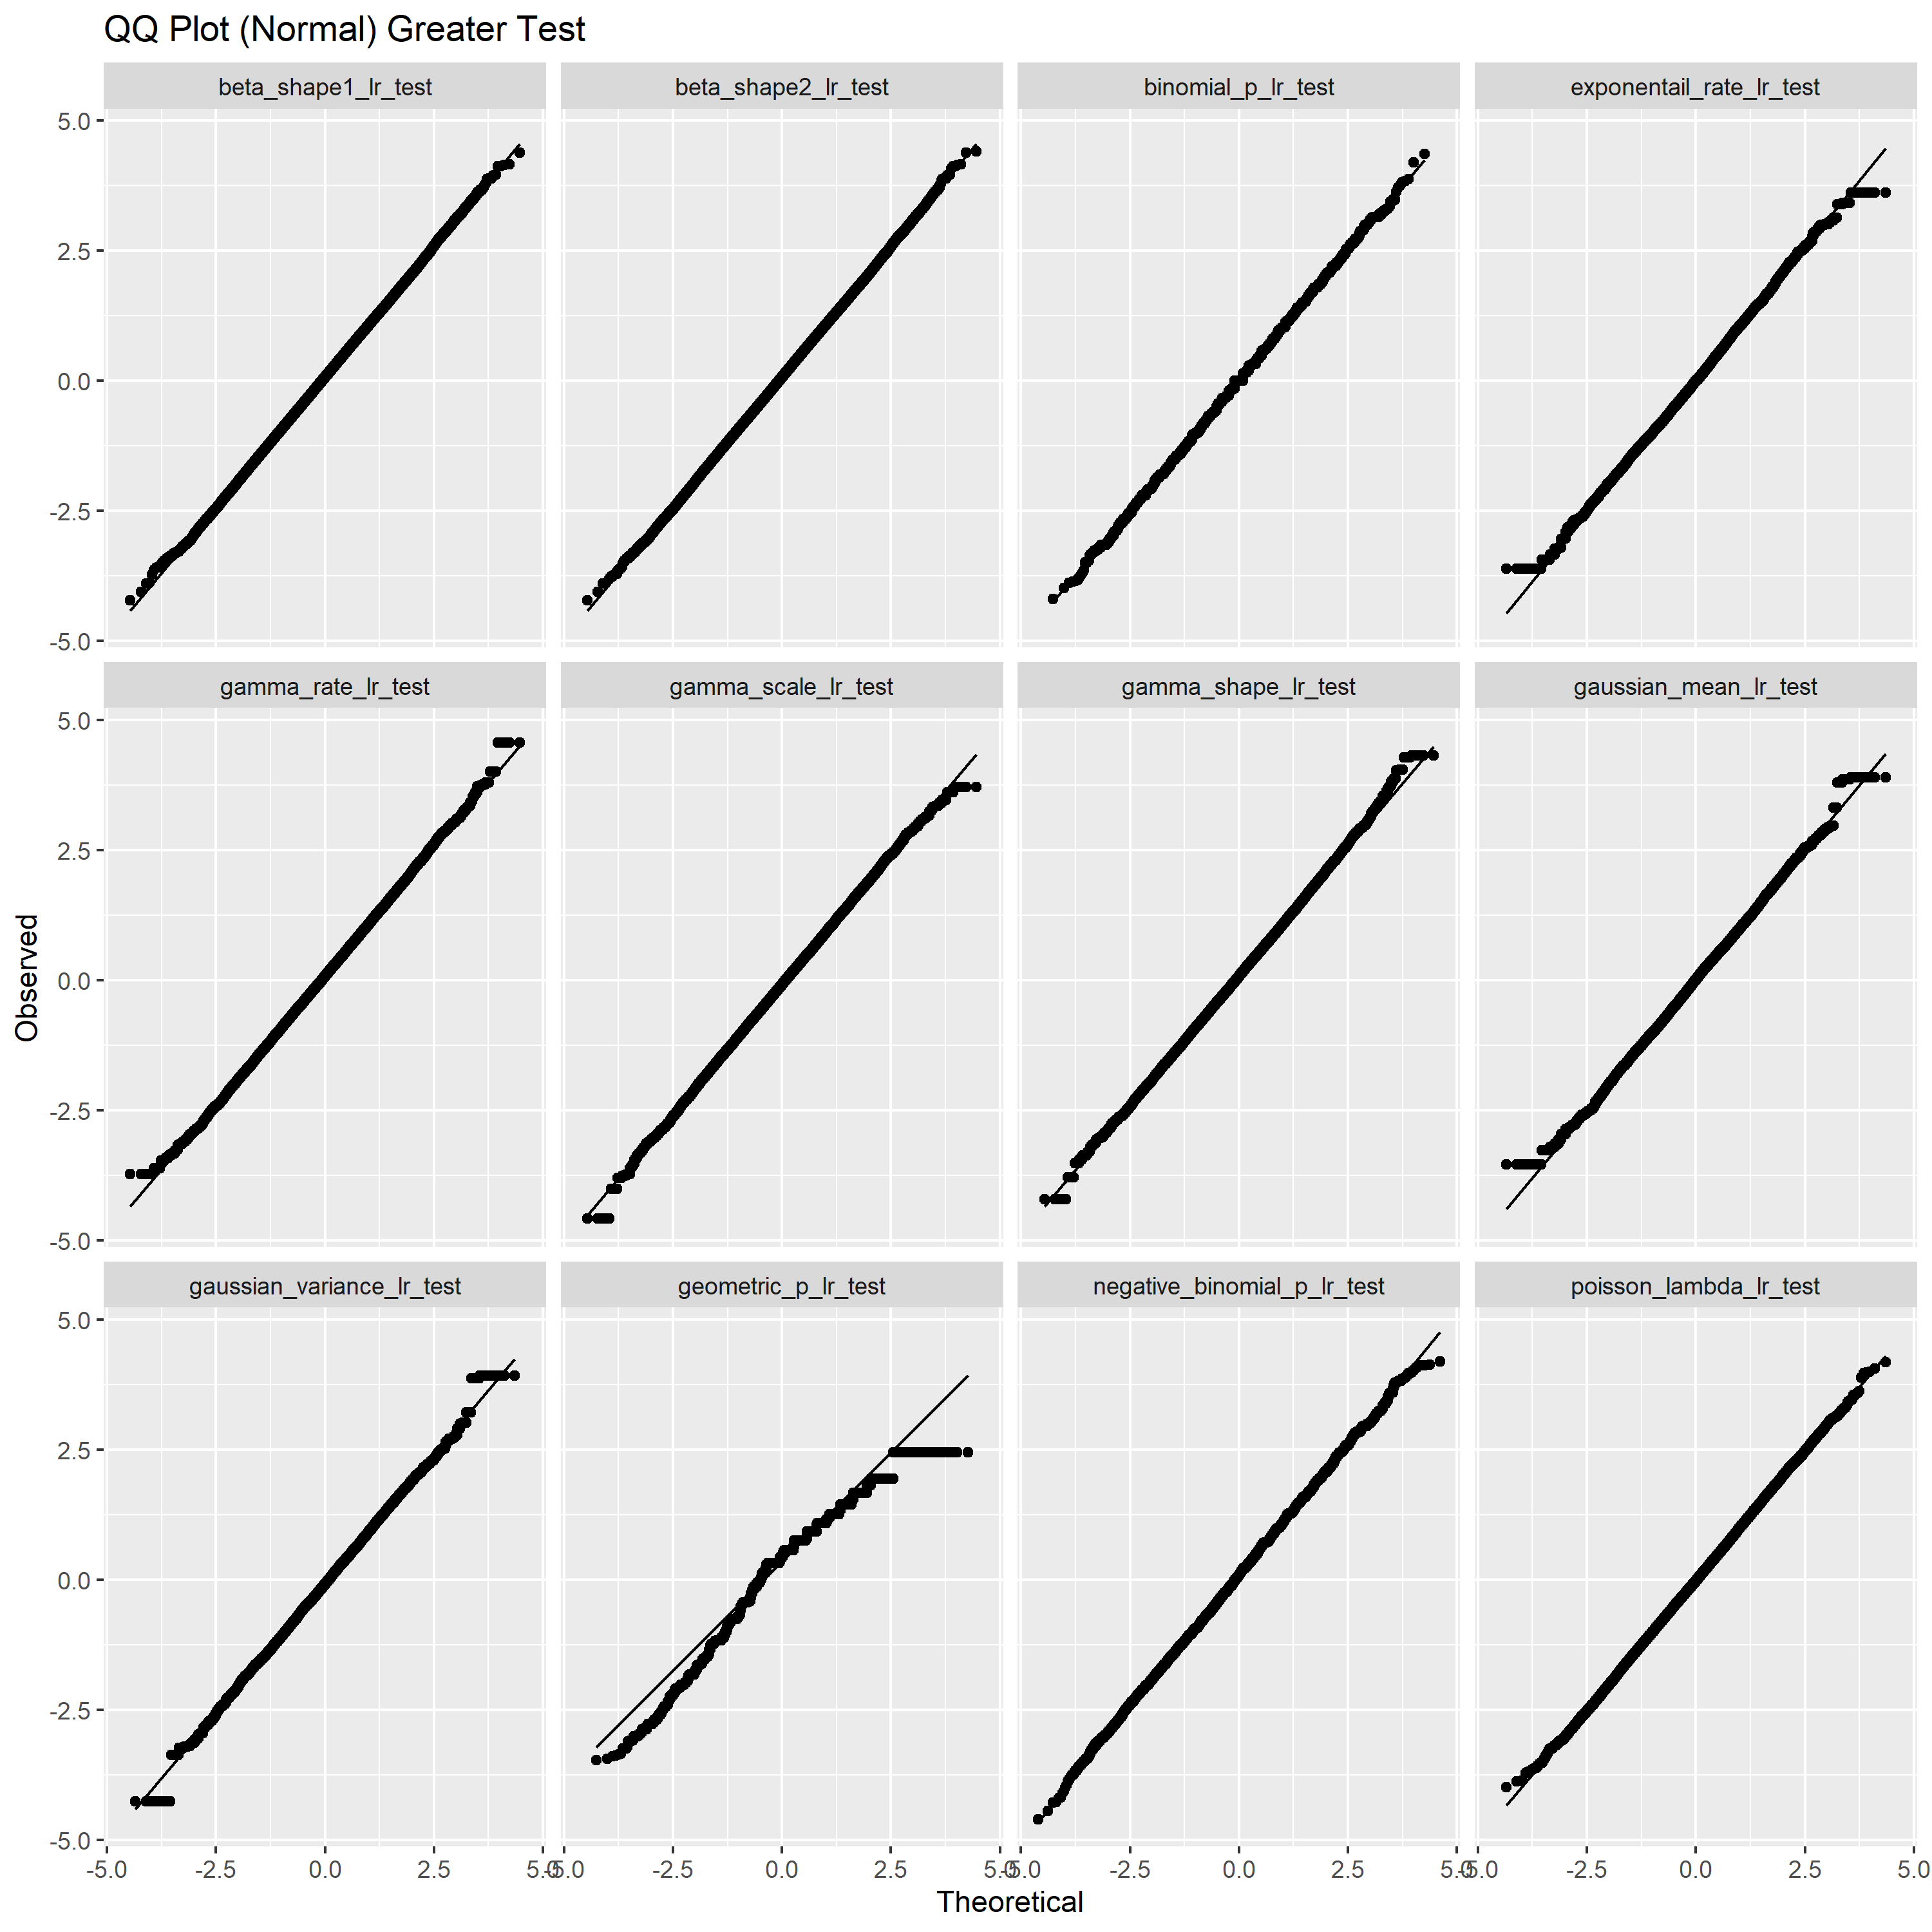 QQ Plot (Normal) Greater Test
beta_shape1_lr_test beta_shape2_lr_test binomial_p_lr_test exponentail_rate_lr_test
5.0
2.5
0.0
-2.5
-5.0
gamma_rate_lr_test gamma_scale_lr_test gamma_shape_lr_test gaussian_mean_lr_test
5.0
2.5
0.0
-2.5
-5.0
Observed
gaussian_variance_lr_test geometric_p_lr_test negative_binomial_p_lr_test poisson_lambda_lr_test
5.0
2.5
0.0
-2.5
-5.0
-5.0 -2.5 0.0 2.5 5.0 -5.0 -2.5 0.0 2.5 5.0 -5.0 -2.5 0.0 2.5 5.0 -5.0 -2.5 0.0 2.5 5.0
Theoretical